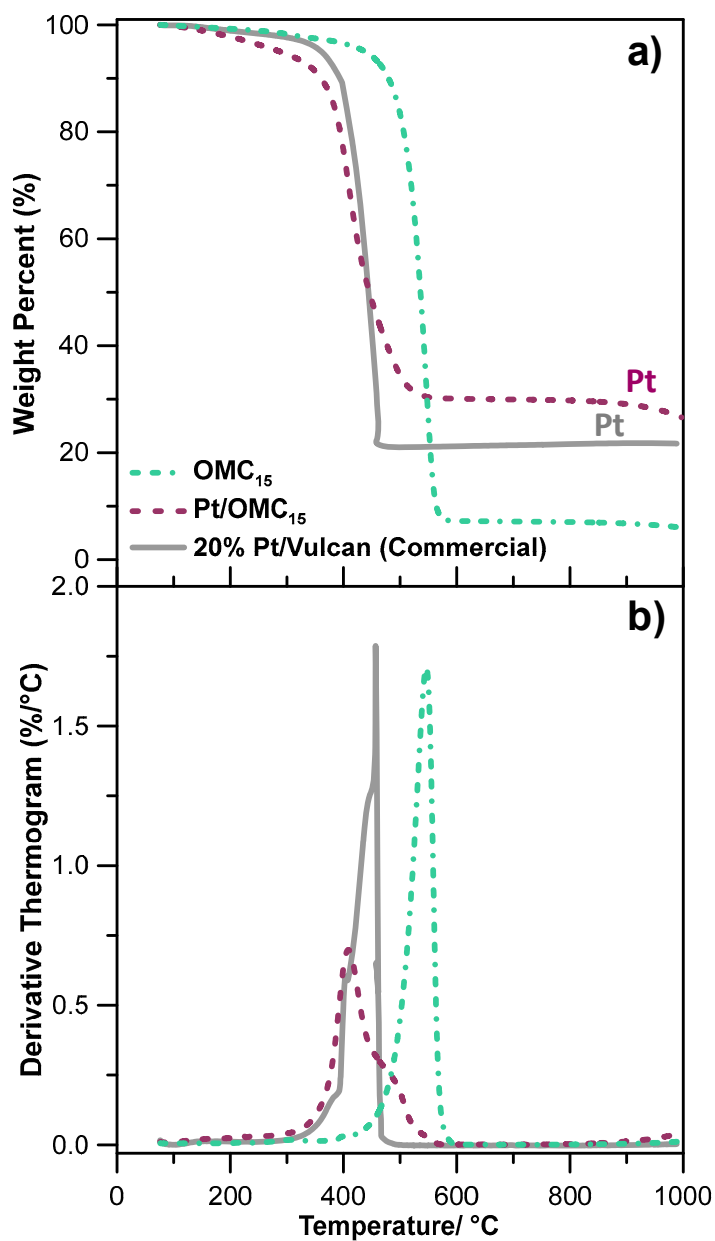 100
a)
80
60
40
20
0
Weight Percent (%)
Pt
Pt
OMC₁₅
Pt/OMC₁₅
20% Pt/Vulcan (Commercial)
2.0
b)
1.5
1.0
0.5
0.0
Derivative Thermogram (%/°C)
0 200 400 600 800 1000
Temperature/ °C